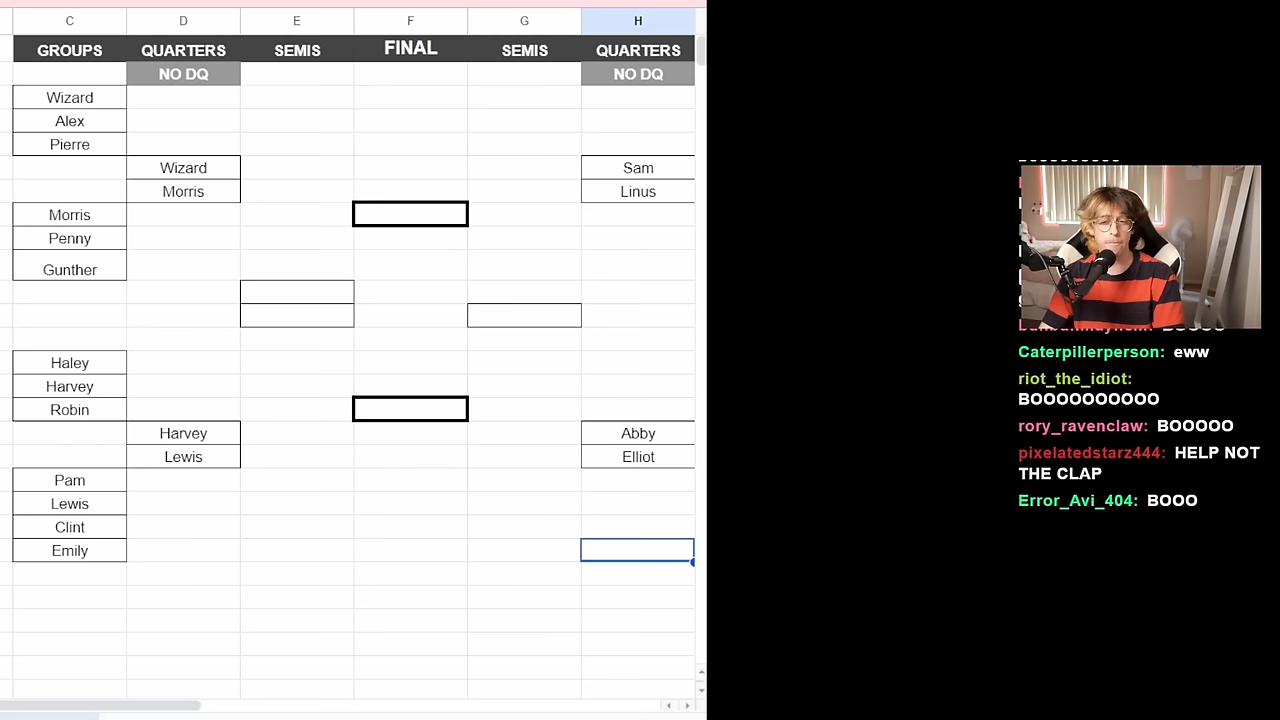 C D E F G H
GROUPS QUARTERS SEMIS FINAL SEMIS QUARTERS
NO DQ NO DQ
Wizard
Alex
Pierre
Wizard Sam
Morris Linus
Morris
Penny
Gunther
Haley
Harvey
Robin
Harvey Abby
Lewis Elliot
Pam
Lewis
Clint
Emily
Caterpillerperson: eww
riot_the_idiot:
BOOOOOOOOOO
rory_ravenclaw: BOOOOO
pixelatedstarz444: HELP NOT
THE CLAP
Error_Avi_404: BOOO